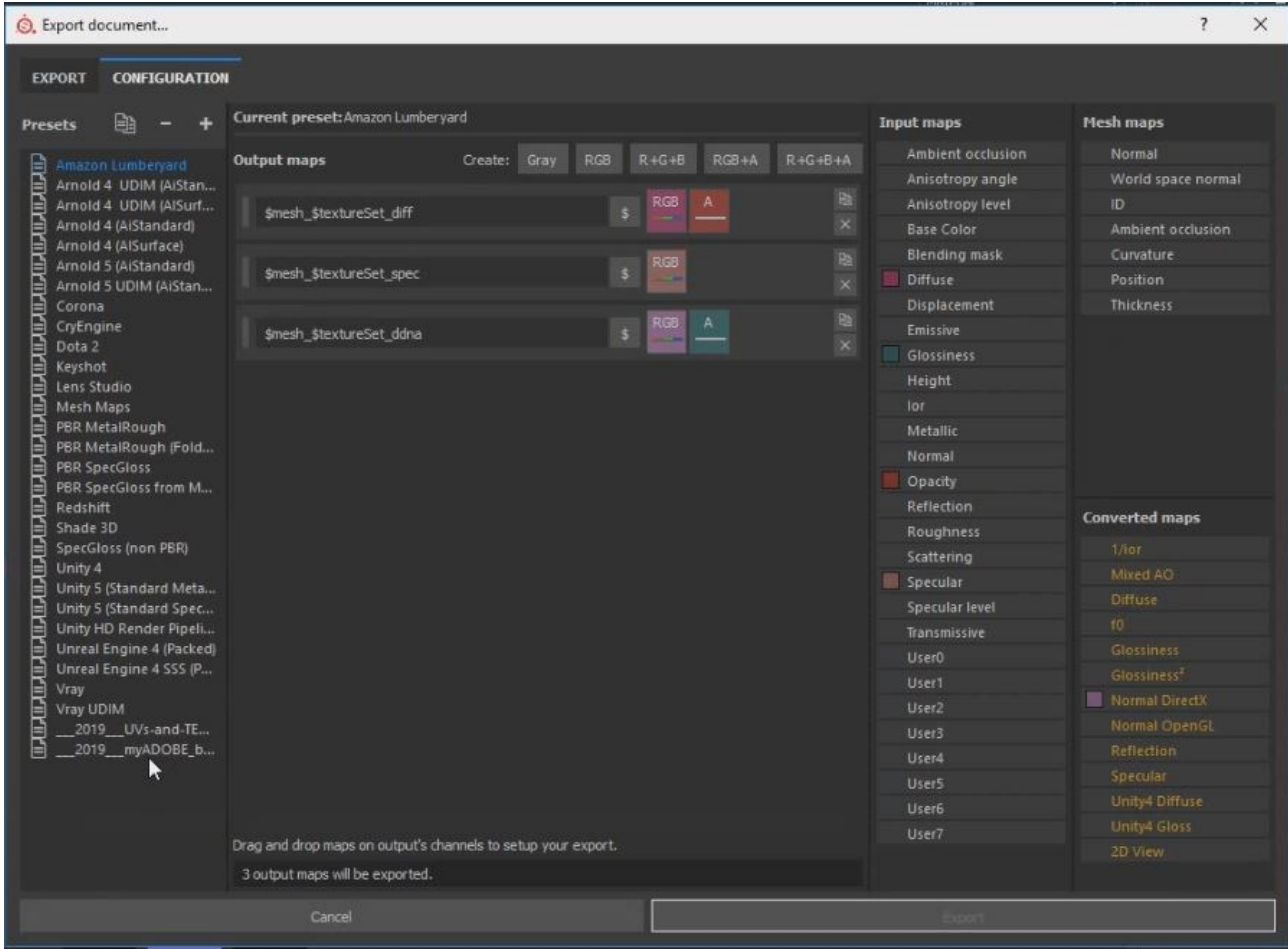 Export document...
?
EXPORT
CONFIGURATION
Presets
Amazon Lumberyard
Arnold 4 UDIM (AiStan...
Arnold 4 UDIM (AlSurf...
Arnold 4 (AiStandard)
Arnold 4 (AlSurface)
Arnold 5 (AiStandard)
Arnold 5 UDIM (AiStan...
Corona
CryEngine
Dota 2
Keyshot
Lens Studio
Mesh Maps
PBR MetalRough
PBR MetalRough (Fold...
PBR SpecGloss
PBR SpecGloss from M...
Redshift
Shade 3D
SpecGloss (non PBR)
Unity 4
Unity 5 (Standard Meta...
Unity 5 (Standard Spec...
Unity HD Render Pipeli...
Unreal Engine 4 (Packed)
Unreal Engine 4 SSS (P...
Vray
Vray UDIM
___2019___UVs-and-TE...
___2019___myADOBE_b...
Current preset: Amazon Lumberyard
Output maps
Create: Gray RGB R+G+B RGB+A R+G+B+A
$mesh_$textureSet_diff $ RGB A
$mesh_$textureSet_spec $ RGB
$mesh_$textureSet_ddna $ RGB A
Drag and drop maps on output's channels to setup your export.
3 output maps will be exported.
Input maps
Ambient occlusion
Anisotropy angle
Anisotropy level
Base Color
Blending mask
Diffuse
Displacement
Emissive
Glossiness
Height
Ior
Metallic
Normal
Opacity
Reflection
Roughness
Scattering
Specular
Specular level
Transmissive
User0
User1
User2
User3
User4
User5
User6
User7
Mesh maps
Normal
World space normal
ID
Ambient occlusion
Curvature
Position
Thickness
Converted maps
1/ior
Mixed AO
Diffuse
f0
Glossiness
Glossiness²
Normal DirectX
Normal OpenGL
Reflection
Specular
Unity4 Diffuse
Unity4 Gloss
2D View
Cancel
Export